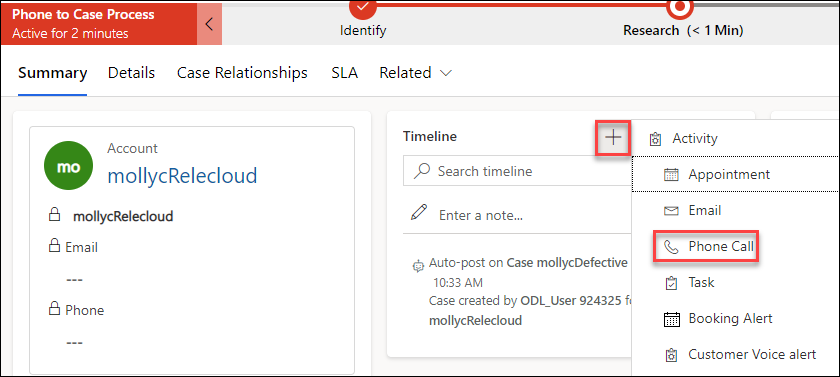 Phone to Case Process
Active for 2 minutes
Identify
Research (< 1 Min)
Summary Details Case Relationships SLA Related
mo
Account
mollycRelecloud
mollycRelecloud
Email
---
Phone
---
Timeline
Search timeline
Enter a note...
Auto-post on Case mollycDefective
10:33 AM
Case created by ODL_User 924325 fo
mollycRelecloud
Activity
Appointment
Email
Phone Call
Task
Booking Alert
Customer Voice alert